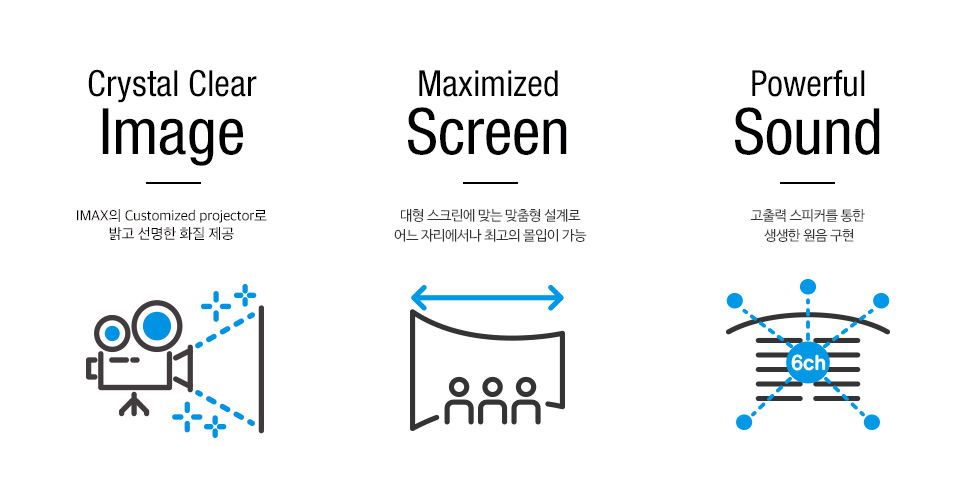 Crystal Clear
Image
IMAX의 Customized projector로
밝고 선명한 화질 제공
Maximized
Screen
대형 스크린에 맞는 맞춤형 설계로
어느 자리에서나 최고의 몰입이 가능
Powerful
Sound
고출력 스피커를 통한
생생한 원음 구현
6ch